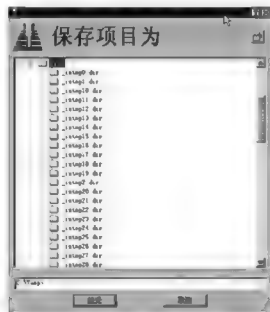 保存项目为
_istmp0 dir
_istmp1 dir
_istmp10 dir
_istmp11 dir
_istmp12 dir
_istmp13 dir
_istmp14 dir
_istmp15 dir
_istmp16 dir
_istmp17 dir
_istmp18 dir
_istmp19 dir
_istmp2 dir
_istmp20 dir
_istmp21 dir
_istmp22 dir
_istmp23 dir
_istmp24 dir
_istmp25 dir
_istmp26 dir
_istmp27 dir
_istmp28 dir
取消